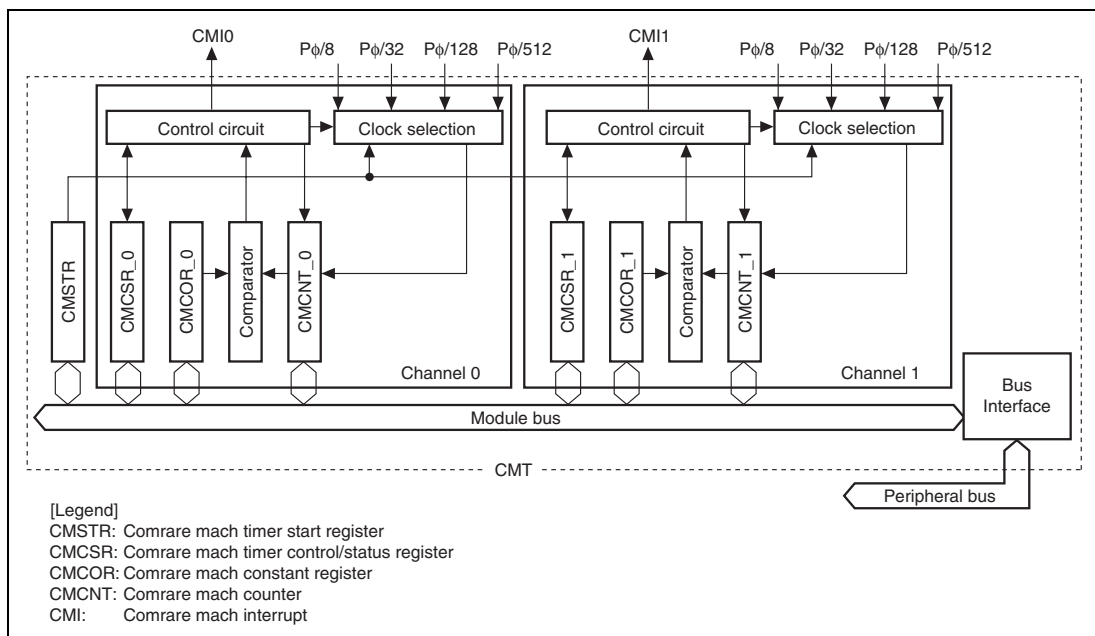 CMI0 Pφ/8 Pφ/32 Pφ/128 Pφ/512 CMI1 Pφ/8 Pφ/32 Pφ/128 Pφ/512
Control circuit Clock selection Control circuit Clock selection
CMSTR CMCSR_0 CMCOR_0 Comparator CMCNT_0 CMCSR_1 CMCOR_1 Comparator CMCNT_1
Channel 0 Channel 1
Bus
Interface
Module bus
CMT
Peripheral bus
[Legend]
CMSTR: Comrare mach timer start register
CMCSR: Comrare mach timer control/status register
CMCOR: Comrare mach constant register
CMCNT: Comrare mach counter
CMI: Comrare mach interrupt